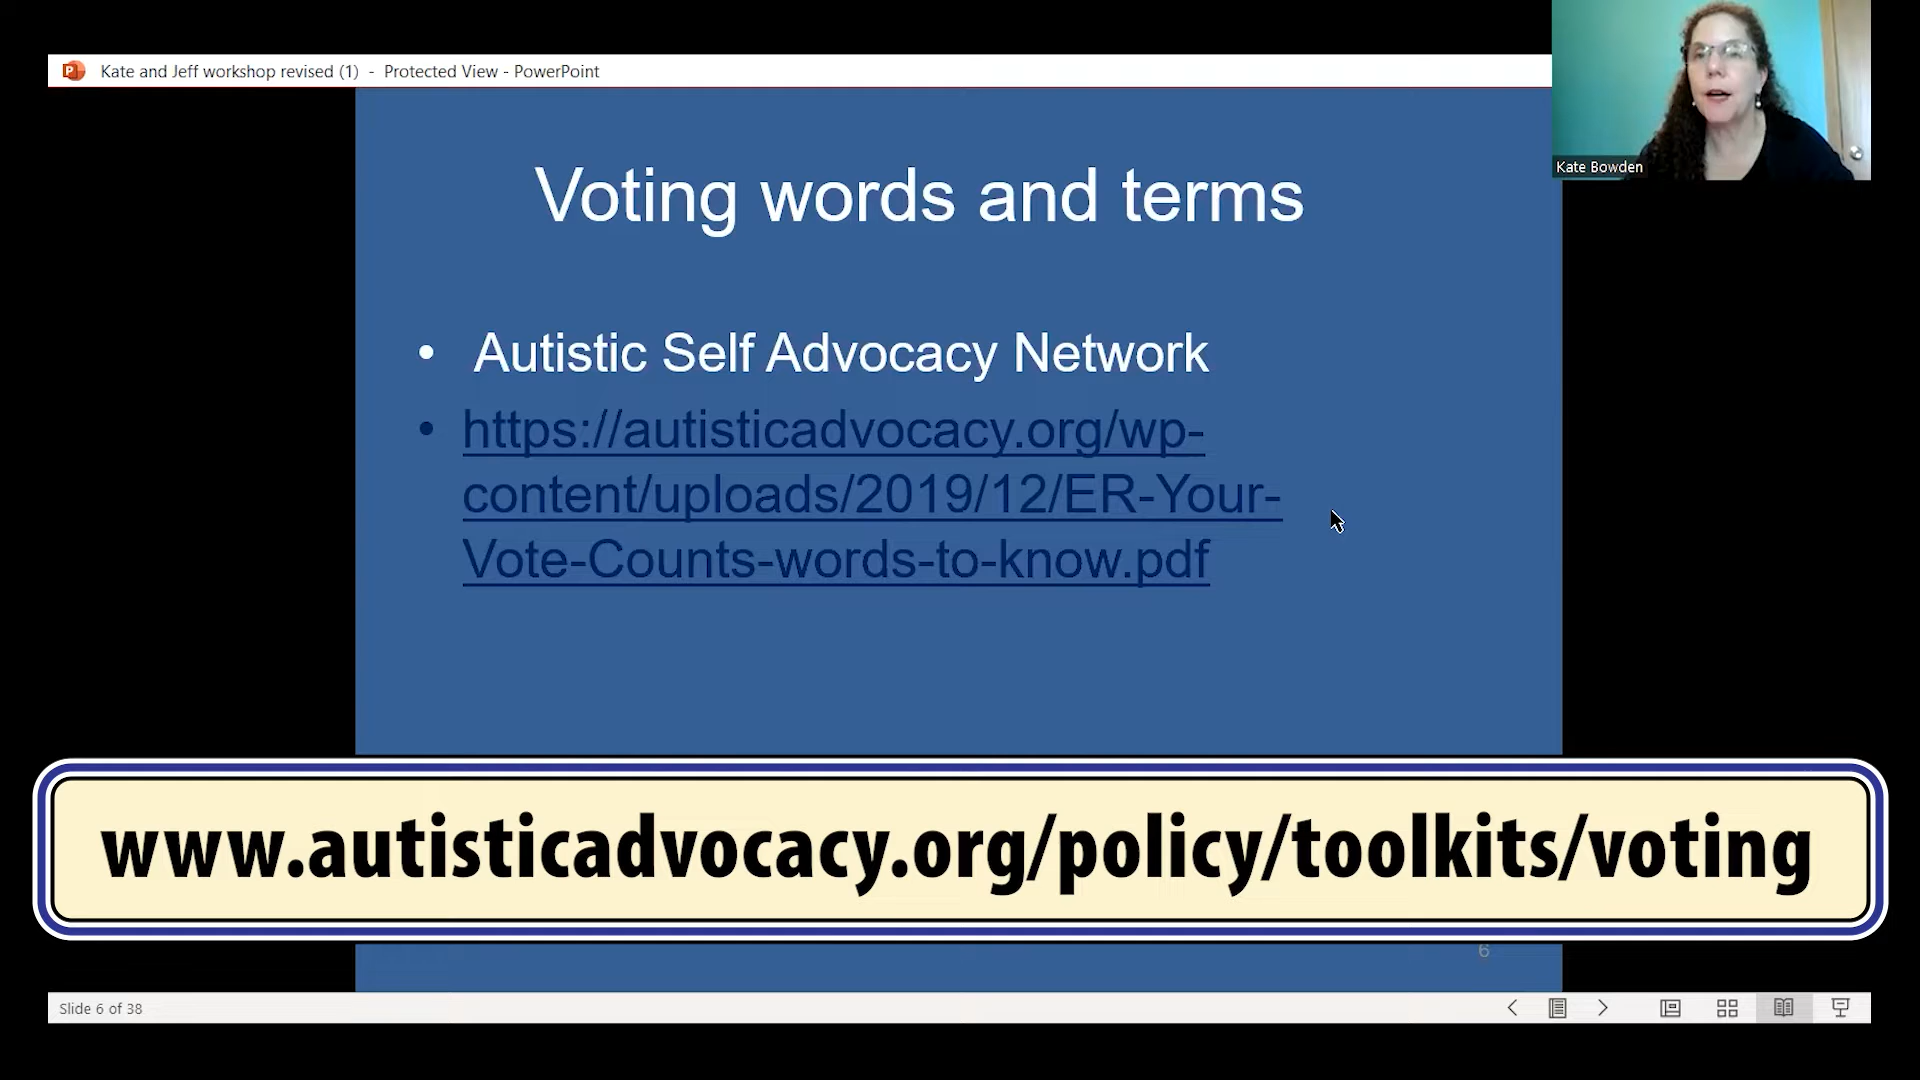 Kate and Jeff workshop revised (1) - Protected View - PowerPoint
Kate Bowden
Voting words and terms
• Autistic Self Advocacy Network
• https://autisticadvocacy.org/wp-
content/uploads/2019/12/ER-Your-
Vote-Counts-words-to-know.pdf
www.autisticadvocacy.org/policy/toolkits/voting
6
Slide 6 of 38